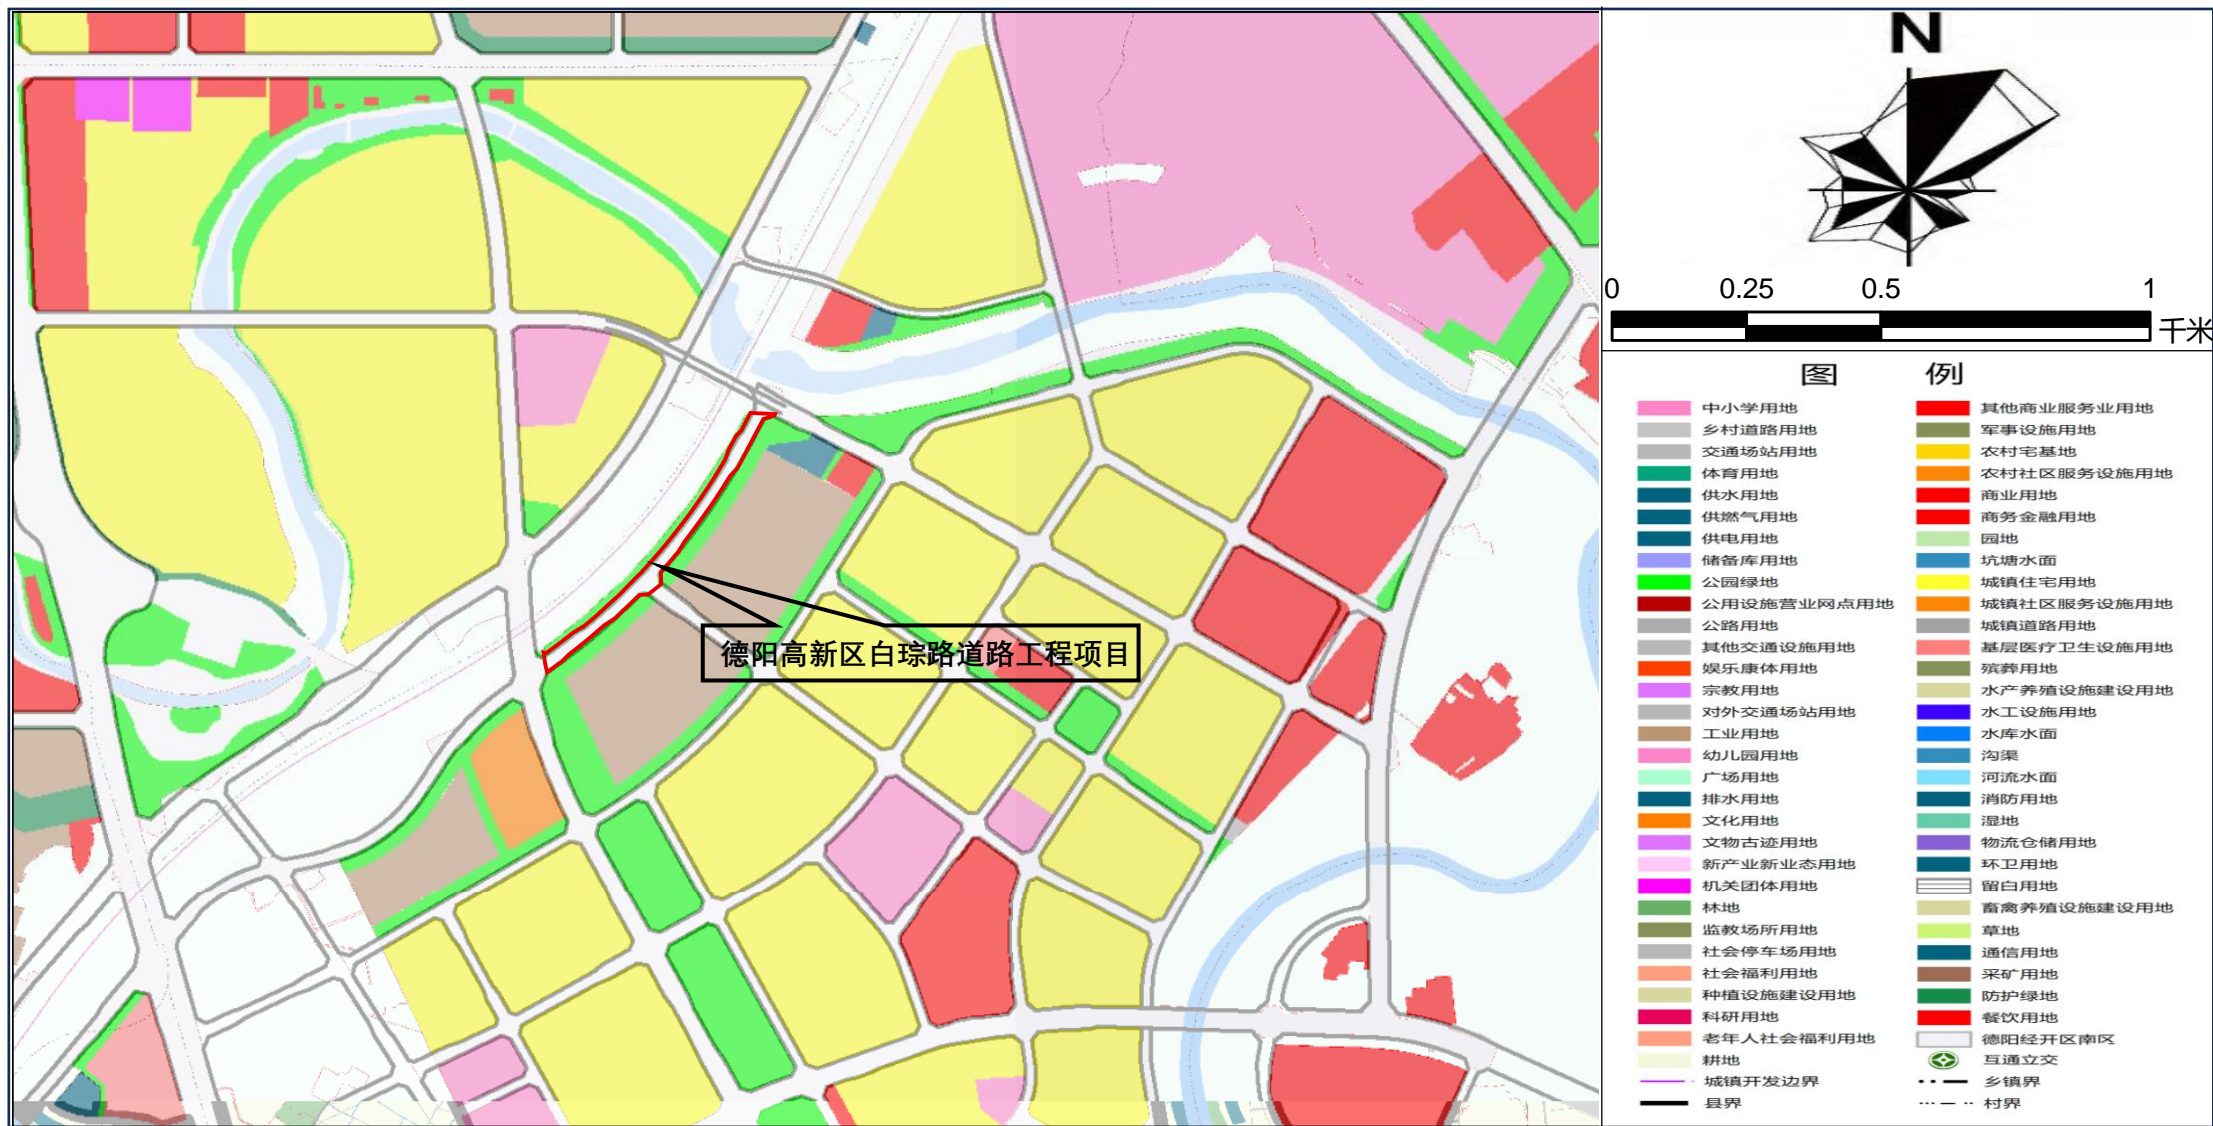 N
0 0.25 0.5 1
千米
德阳高新区白琮路道路工程项目
图 例
中小学用地 其他商业服务业用地
乡村道路用地 军事设施用地
交通场站用地 农村宅基地
体育用地 农村社区服务设施用地
供水用地 商业用地
供燃气用地 商务金融用地
供电用地 园地
储备库用地 坑塘水面
公园绿地 城镇住宅用地
公用设施营业网点用地 城镇社区服务设施用地
公路用地 城镇道路用地
其他交通设施用地 基层医疗卫生设施用地
娱乐康体用地 殡葬用地
宗教用地 水产养殖设施建设用地
对外交通场站用地 水工设施用地
工业用地 水库水面
幼儿园用地 沟渠
广场用地 河流水面
排水用地 消防用地
文化用地 湿地
文物古迹用地 物流仓储用地
新产业新业态用地 环卫用地
机关团体用地 留白用地
林地 畜禽养殖设施建设用地
监教场所用地 草地
社会停车场用地 通信用地
社会福利用地 采矿用地
种植设施建设用地 防护绿地
科研用地 餐饮用地
老年人社会福利用地 德阳经开区南区
耕地 互通立交
城镇开发边界 乡镇界
县界 村界